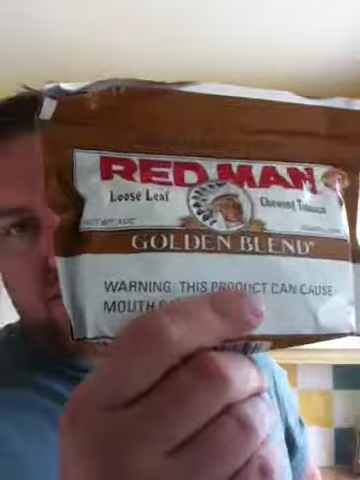 RED MAN
Loose Leaf
Chewing Tobacco
GOLDEN BLEND®
WARNING: THIS PRODUCT CAN CAUSE
MOUTH